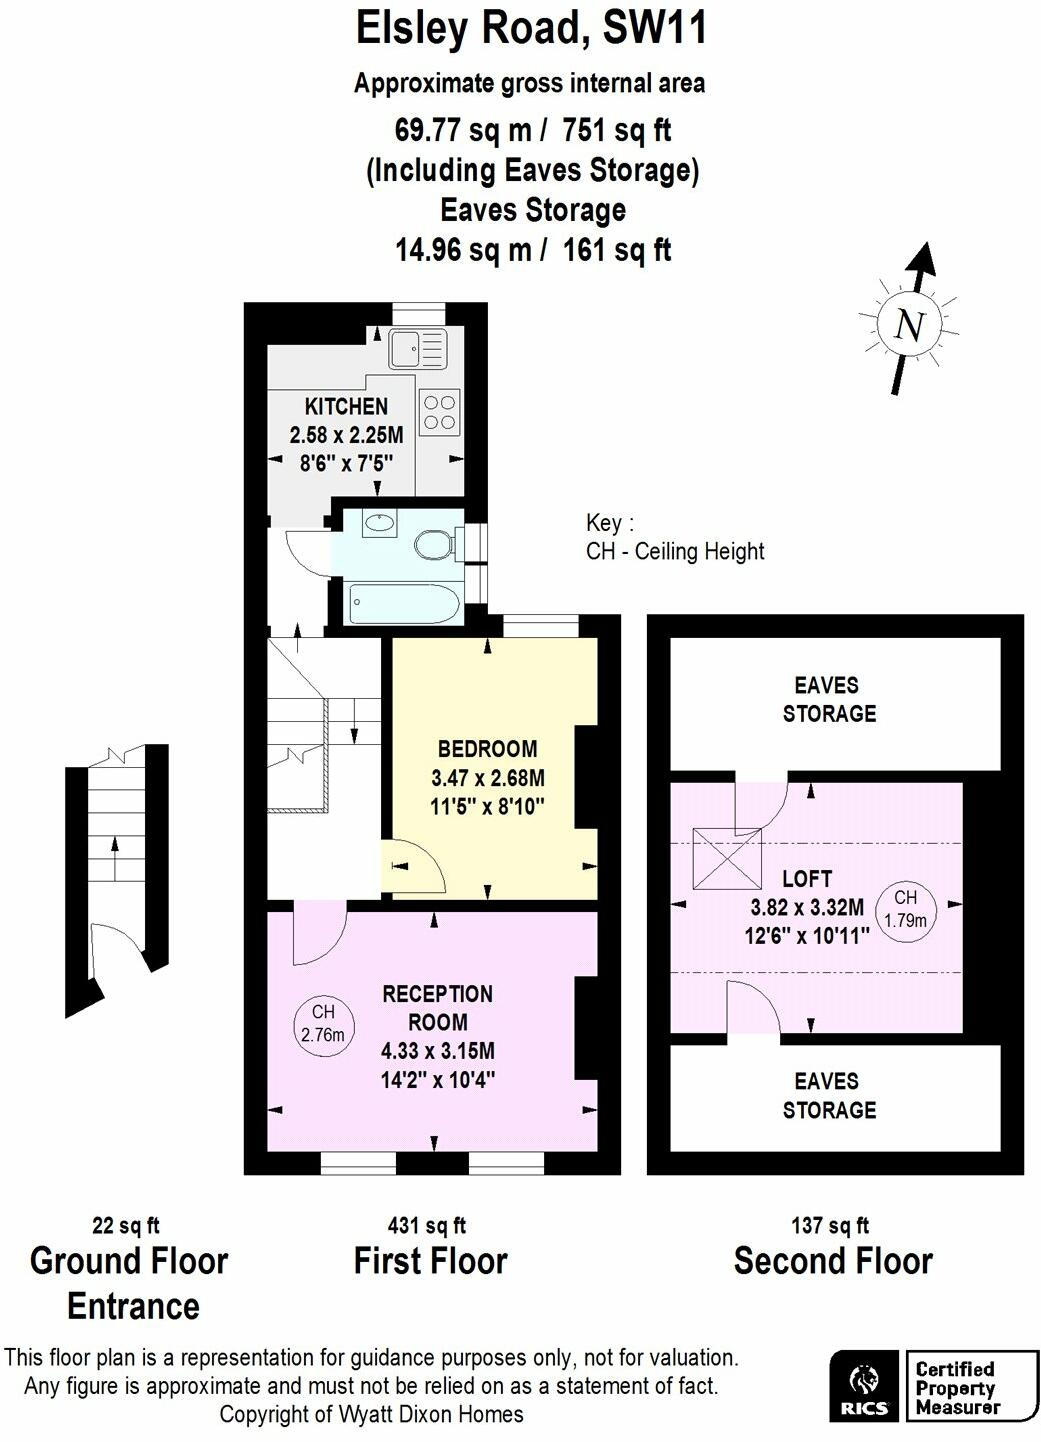 Elsley Road, SW11
Approximate gross internal area
69.77 sq m / 751 sq ft
(Including Eaves Storage)
Eaves Storage
14.96 sq m / 161 sq ft
N
KITCHEN
2.58 x 2.25M
8'6" x 7'5"
Key :
CH - Ceiling Height
EAVES
STORAGE
BEDROOM
3.47 x 2.68M
11'5" x 8'10"
LOFT
3.82 x 3.32M
12'6" x 10'11"
CH
1.79m
RECEPTION
ROOM
4.33 x 3.15M
14'2" x 10'4"
CH
2.76m
EAVES
STORAGE
22 sq ft
Ground Floor
Entrance
431 sq ft
First Floor
137 sq ft
Second Floor
This floor plan is a representation for guidance purposes only, not for valuation.
Any figure is approximate and must not be relied on as a statement of fact.
Copyright of Wyatt Dixon Homes
RICS
Certified
Property
Measurer